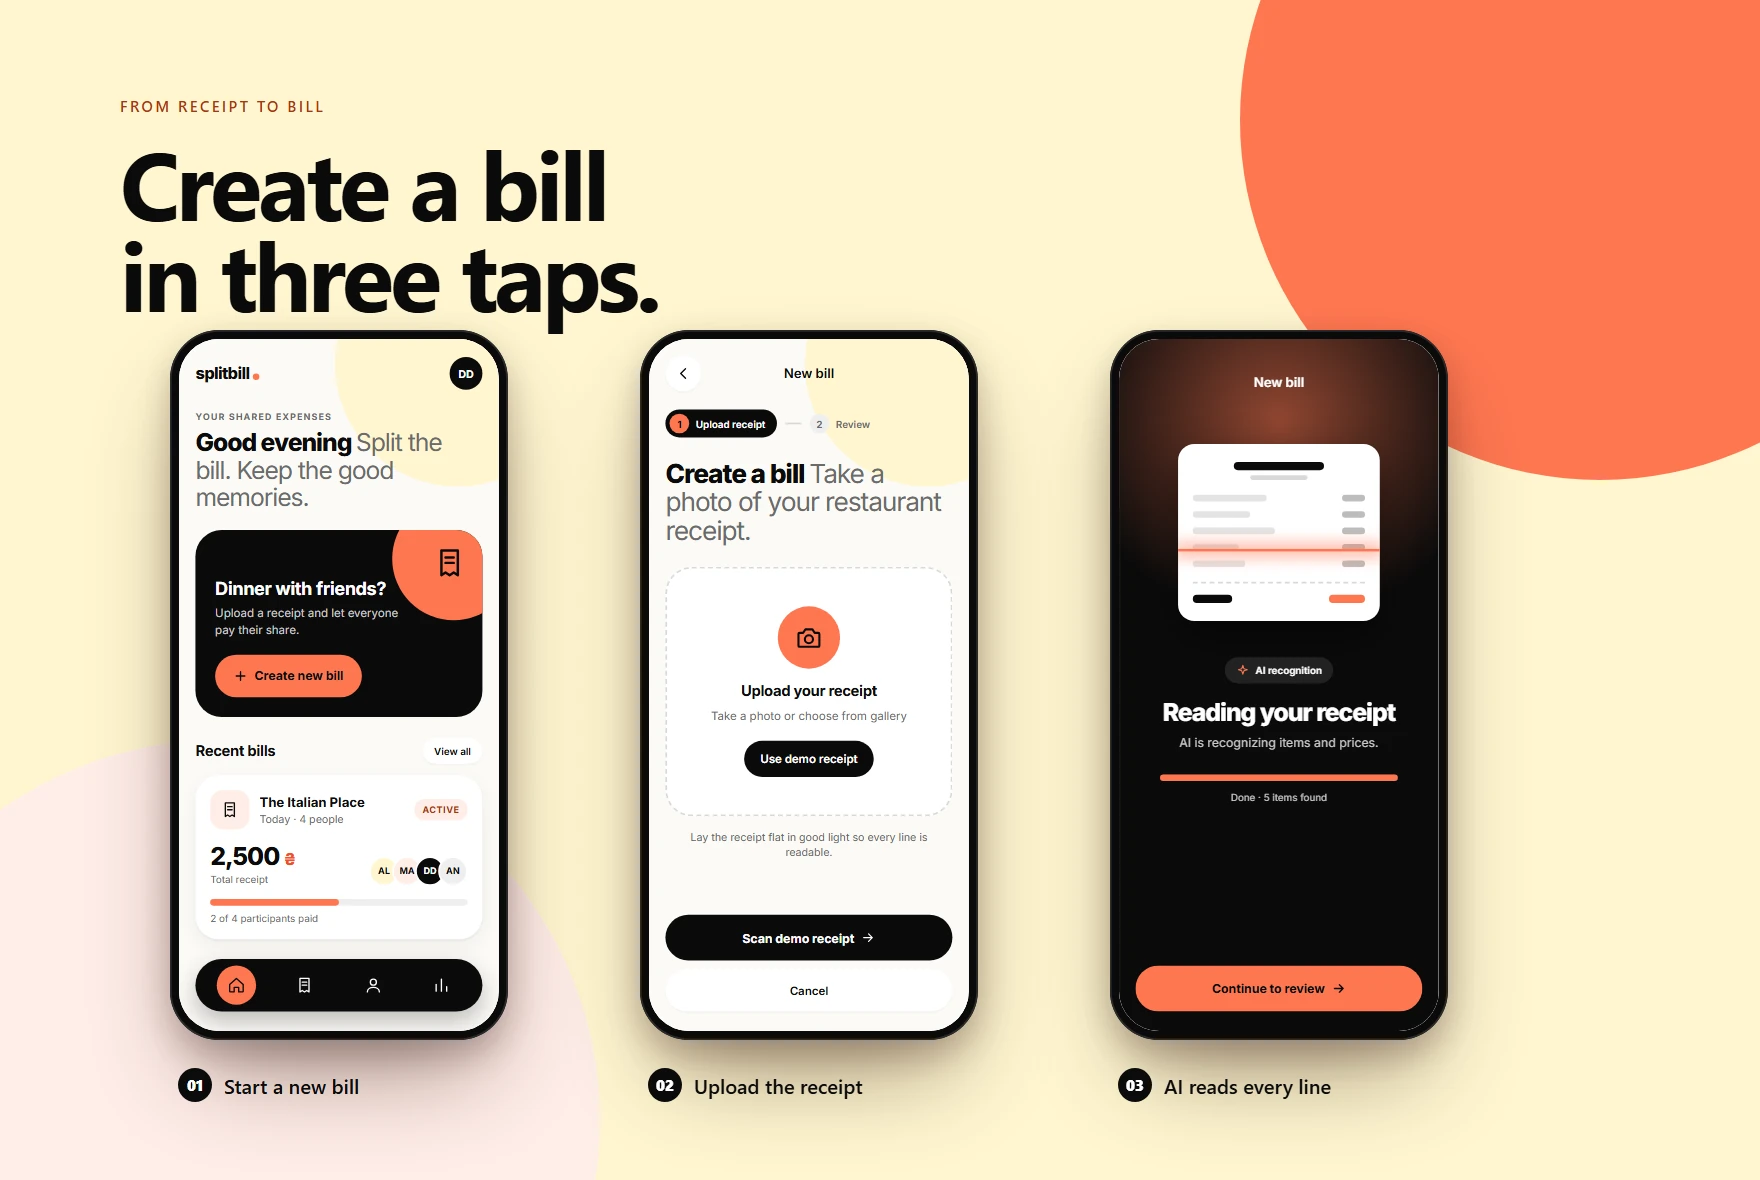 FROM RECEIPT TO BILL
Create a bill
in three taps.
splitbill.
DD
YOUR SHARED EXPENSES
Good evening Split the
bill. Keep the good
memories.
Dinner with friends?
Upload a receipt and let everyone
pay their share.
+ Create new bill
Recent bills
View all
The Italian Place
Today · 4 people
ACTIVE
2,500 ₴
Total receipt
AL MA DD AN
2 of 4 participants paid
01 Start a new bill
New bill
1 Upload receipt
2 Review
Create a bill Take a
photo of your restaurant
receipt.
Upload your receipt
Take a photo or choose from gallery
Use demo receipt
Lay the receipt flat in good light so every line is
readable.
Scan demo receipt →
Cancel
02 Upload the receipt
New bill
AI recognition
Reading your receipt
AI is recognizing items and prices.
Done · 5 items found
Continue to review →
03 AI reads every line